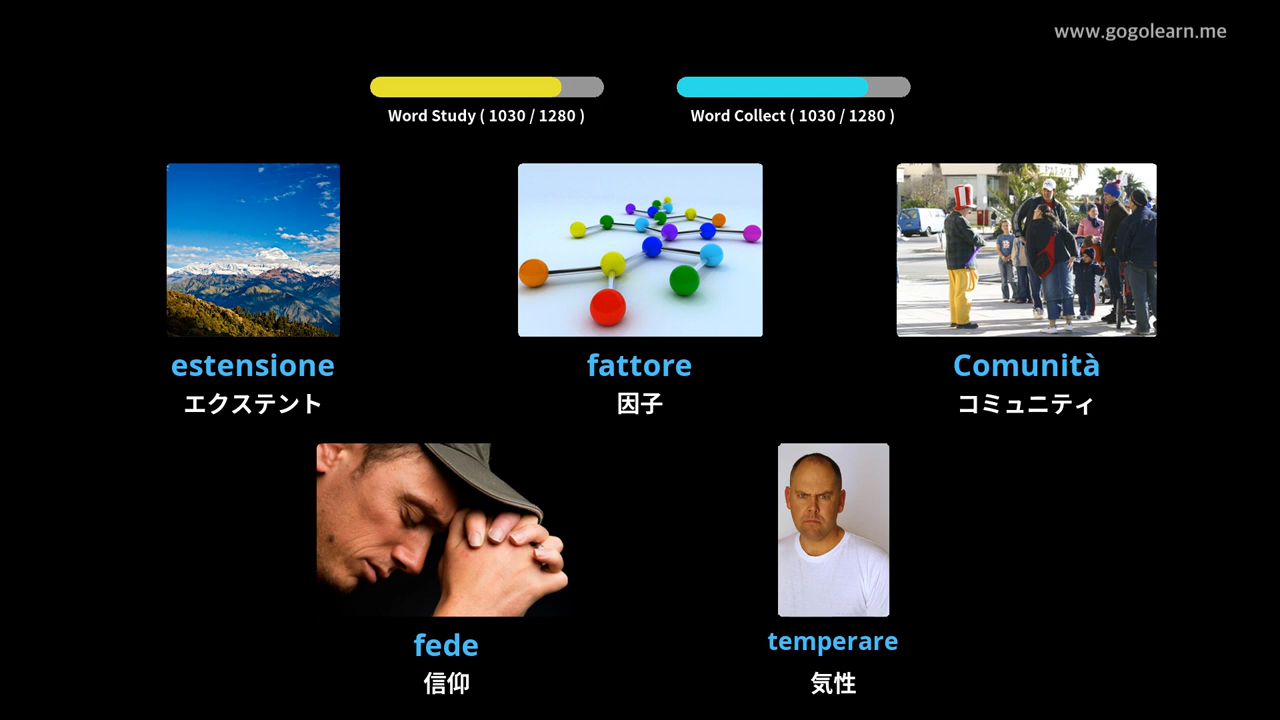 www.gogolearn.me
Word Study ( 1030 / 1280 )
Word Collect ( 1030 / 1280 )
estensione
エクステント
fattore
因子
Comunità
コミュニティ
fede
信仰
temperare
気性